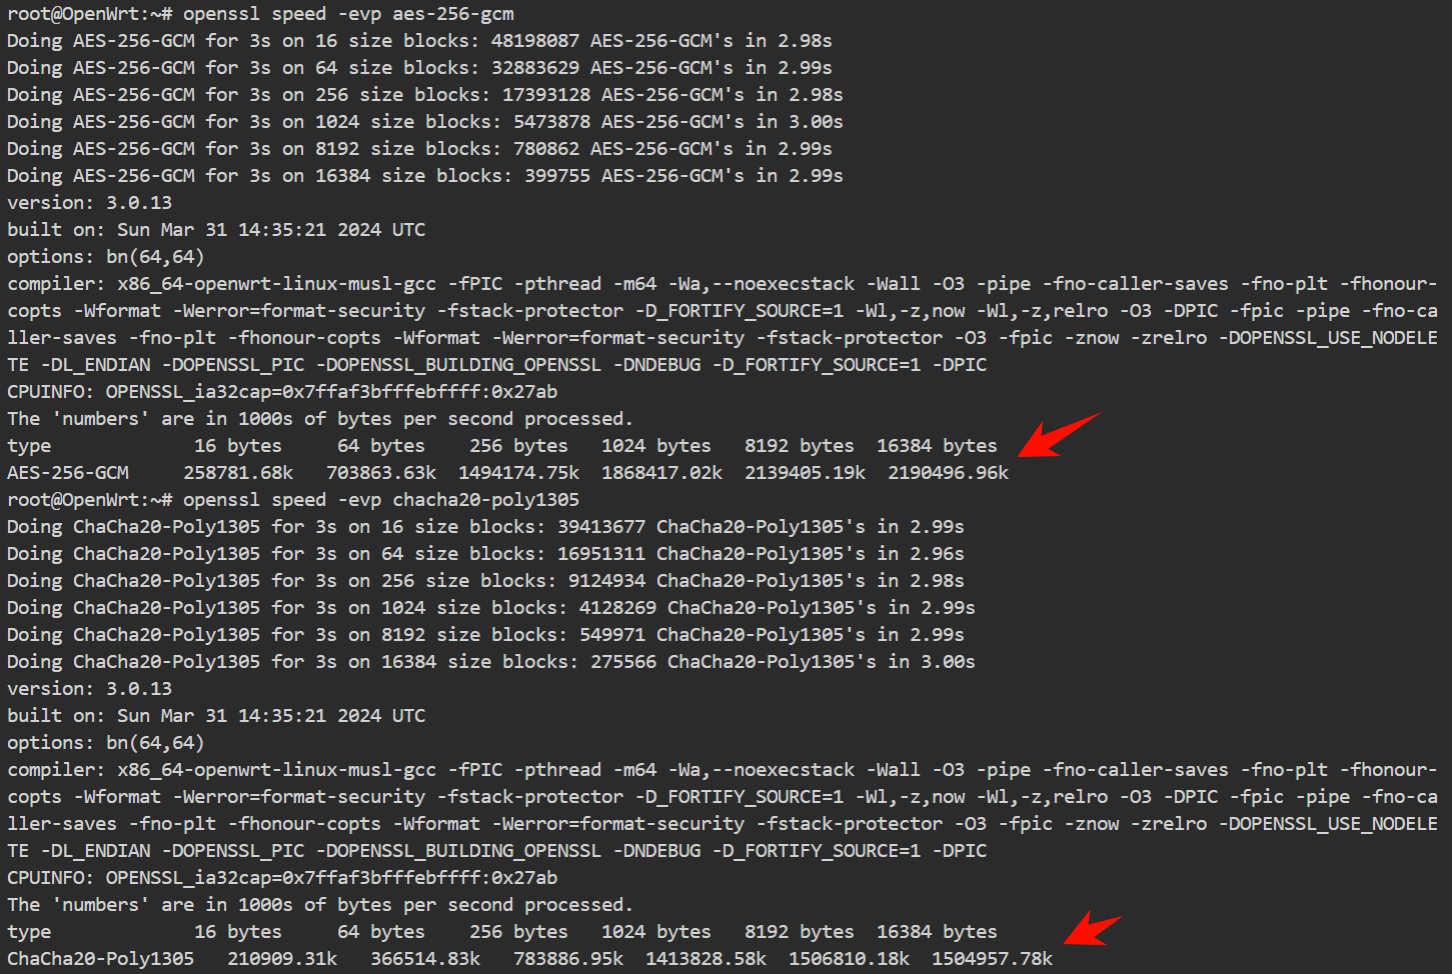 root@OpenWrt:~# openssl speed -evp aes-256-gcm
Doing AES-256-GCM for 3s on 16 size blocks: 48198087 AES-256-GCM's in 2.98s
Doing AES-256-GCM for 3s on 64 size blocks: 32883629 AES-256-GCM's in 2.99s
Doing AES-256-GCM for 3s on 256 size blocks: 17393128 AES-256-GCM's in 2.98s
Doing AES-256-GCM for 3s on 1024 size blocks: 5473878 AES-256-GCM's in 3.00s
Doing AES-256-GCM for 3s on 8192 size blocks: 780862 AES-256-GCM's in 2.99s
Doing AES-256-GCM for 3s on 16384 size blocks: 399755 AES-256-GCM's in 2.99s
version: 3.0.13
built on: Sun Mar 31 14:35:21 2024 UTC
options: bn(64,64)
compiler: x86_64-openwrt-linux-musl-gcc -fPIC -pthread -m64 -Wa,--noexecstack -Wall -O3 -pipe -fno-caller-saves -fno-plt -fhonour-
copts -Wformat -Werror=format-security -fstack-protector -D_FORTIFY_SOURCE=1 -Wl,-z,now -Wl,-z,relro -O3 -DPIC -fpic -pipe -fno-ca
ller-saves -fno-plt -fhonour-copts -Wformat -Werror=format-security -fstack-protector -O3 -fpic -znow -zrelro -DOPENSSL_USE_NODELE
TE -DL_ENDIAN -DOPENSSL_PIC -DOPENSSL_BUILDING_OPENSSL -DNDEBUG -D_FORTIFY_SOURCE=1 -DPIC
CPUINFO: OPENSSL_ia32cap=0x7ffaf3bfffebffff:0x27ab
The 'numbers' are in 1000s of bytes per second processed.
type             16 bytes     64 bytes    256 bytes   1024 bytes   8192 bytes  16384 bytes
AES-256-GCM     258781.68k   703863.63k  1494174.75k  1868417.02k  2139405.19k  2190496.96k
root@OpenWrt:~# openssl speed -evp chacha20-poly1305
Doing ChaCha20-Poly1305 for 3s on 16 size blocks: 39413677 ChaCha20-Poly1305's in 2.99s
Doing ChaCha20-Poly1305 for 3s on 64 size blocks: 16951311 ChaCha20-Poly1305's in 2.96s
Doing ChaCha20-Poly1305 for 3s on 256 size blocks: 9124934 ChaCha20-Poly1305's in 2.98s
Doing ChaCha20-Poly1305 for 3s on 1024 size blocks: 4128269 ChaCha20-Poly1305's in 2.99s
Doing ChaCha20-Poly1305 for 3s on 8192 size blocks: 549971 ChaCha20-Poly1305's in 2.99s
Doing ChaCha20-Poly1305 for 3s on 16384 size blocks: 275566 ChaCha20-Poly1305's in 3.00s
version: 3.0.13
built on: Sun Mar 31 14:35:21 2024 UTC
options: bn(64,64)
compiler: x86_64-openwrt-linux-musl-gcc -fPIC -pthread -m64 -Wa,--noexecstack -Wall -O3 -pipe -fno-caller-saves -fno-plt -fhonour-
copts -Wformat -Werror=format-security -fstack-protector -D_FORTIFY_SOURCE=1 -Wl,-z,now -Wl,-z,relro -O3 -DPIC -fpic -pipe -fno-ca
ller-saves -fno-plt -fhonour-copts -Wformat -Werror=format-security -fstack-protector -O3 -fpic -znow -zrelro -DOPENSSL_USE_NODELE
TE -DL_ENDIAN -DOPENSSL_PIC -DOPENSSL_BUILDING_OPENSSL -DNDEBUG -D_FORTIFY_SOURCE=1 -DPIC
CPUINFO: OPENSSL_ia32cap=0x7ffaf3bfffebffff:0x27ab
The 'numbers' are in 1000s of bytes per second processed.
type             16 bytes     64 bytes    256 bytes   1024 bytes   8192 bytes  16384 bytes
ChaCha20-Poly1305   210909.31k   366514.83k   783886.95k  1413828.58k  1506810.18k  1504957.78k